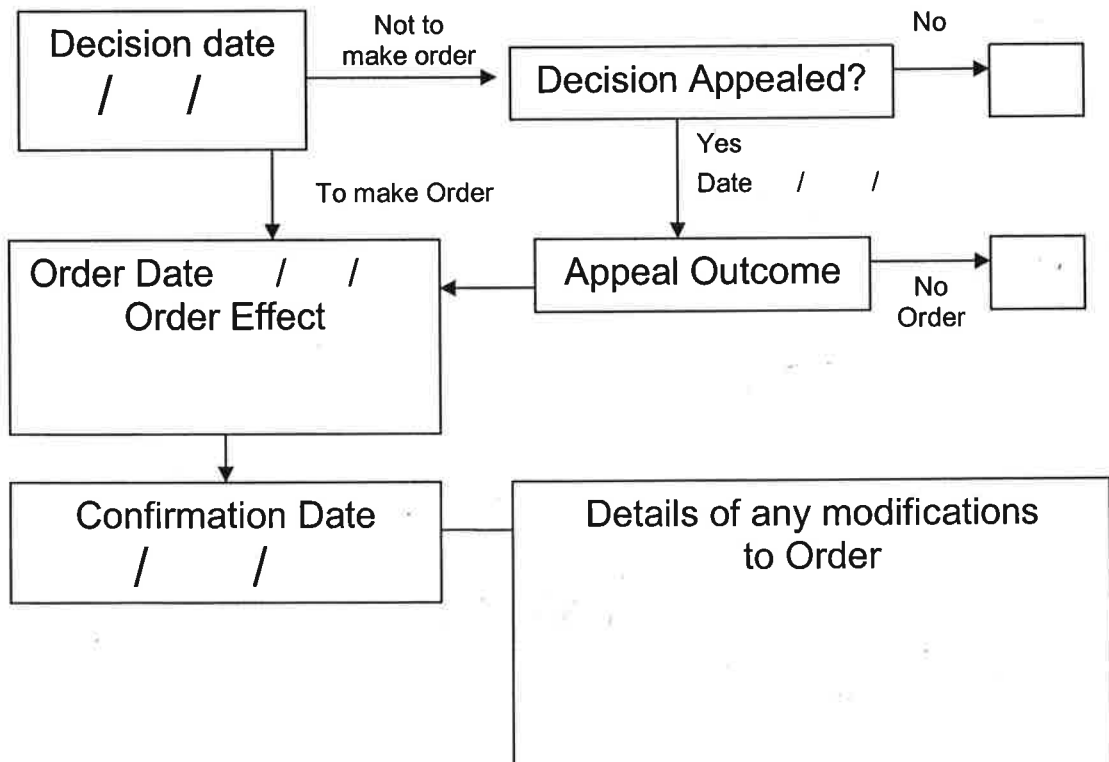 Decision date
/ /
Not to
make order
Decision Appealed?
No
Yes
Date / /
To make Order
Order Date / /
Order Effect
Appeal Outcome
No
Order
Confirmation Date
/ /
Details of any modifications
to Order